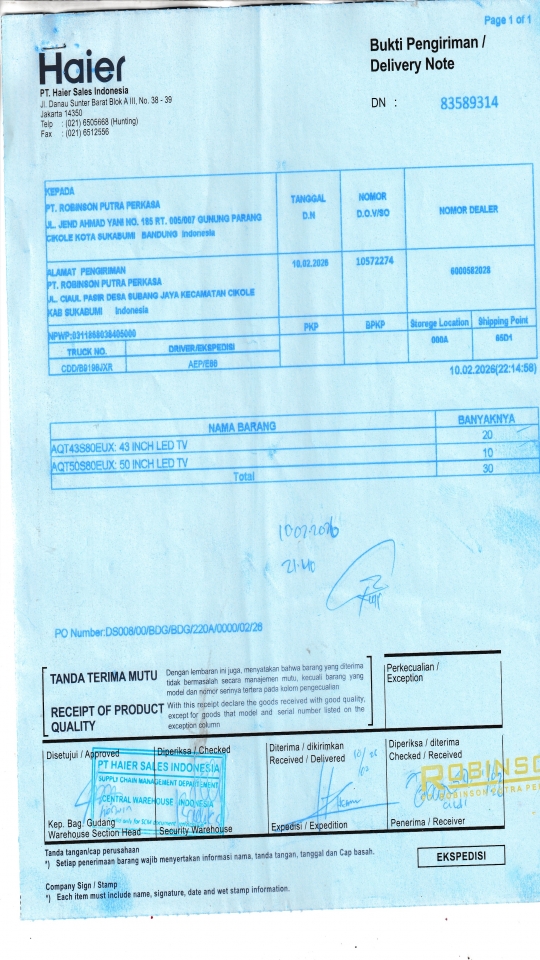 Page 1 of 1
Haier
Bukti Pengiriman /
Delivery Note
PT. Haier Sales Indonesia
Jl. Danau Sunter Barat Blok A III, No. 38 - 39
Jakarta 14350
Telp : (021) 6505668 (Hunting)
Fax : (021) 6512556
DN : 83589314
KEPADA
PT. ROBINSON PUTRA PERKASA
JL. JEND AHMAD YANI NO. 185 RT. 005/007 GUNUNG PARANG
CIKOLE KOTA SUKABUMI BANDUNG Indonesia
TANGGAL
D.N
NOMOR
D.O.V/SO
NOMOR DEALER
ALAMAT PENGIRIMAN
PT. ROBINSON PUTRA PERKASA
JL. CIAUL PASIR DESA SUBANG JAYA KECAMATAN CIKOLE
KAB SUKABUMI Indonesia
10.02.2026
10572274
6000582028
NPWP:0311868038405000
PKP
BPKP
Storege Location
Shipping Point
TRUCK NO.
DRIVER/EKSPEDISI
000A
65D1
CDD/B9196JXR
AEP/E86
10.02.2026(22:14:58)
NAMA BARANG
BANYAKNYA
AQT43S80EUX: 43 INCH LED TV
20
AQT50S80EUX: 50 INCH LED TV
10
Total
30
10.02.2026
21.40
PO Number:DS006/00/BDG/BDG/220A/0000/02/26
TANDA TERIMA MUTU
Dengan lembaran ini juga, menyatakan bahwa barang yang diterima
tidak bermasalah secara manajemen mutu, kecuali barang yang
model dan nomor serinya tertera pada kolom pengecualian
RECEIPT OF PRODUCT
QUALITY
With this receipt declare the goods received with good quality,
except for goods that model and serial number listed on the
exception column
Perkecualian /
Exception
Disetujui / Approved
Diperiksa / Checked
Diterima / dikirimkan
Received / Delivered
Diperiksa / diterima
Checked / Received
PT HAIER SALES INDONESIA
SUPPLY CHAIN MANAGEMENT DEPARTEMENT
CENTRAL WAREHOUSE INDONESIA
ROBINSO
ROBINSON PUTRA PE
Kep. Bag. Gudang
Warehouse Section Head
Security Warehouse
Expedisi / Expedition
Penerima / Receiver
Tanda tangan/cap perusahaan
*) Setiap penerimaan barang wajib menyertakan informasi nama, tanda tangan, tanggal dan Cap basah.
EKSPEDISI
Company Sign / Stamp
*) Each item must include name, signature, date and wet stamp information.